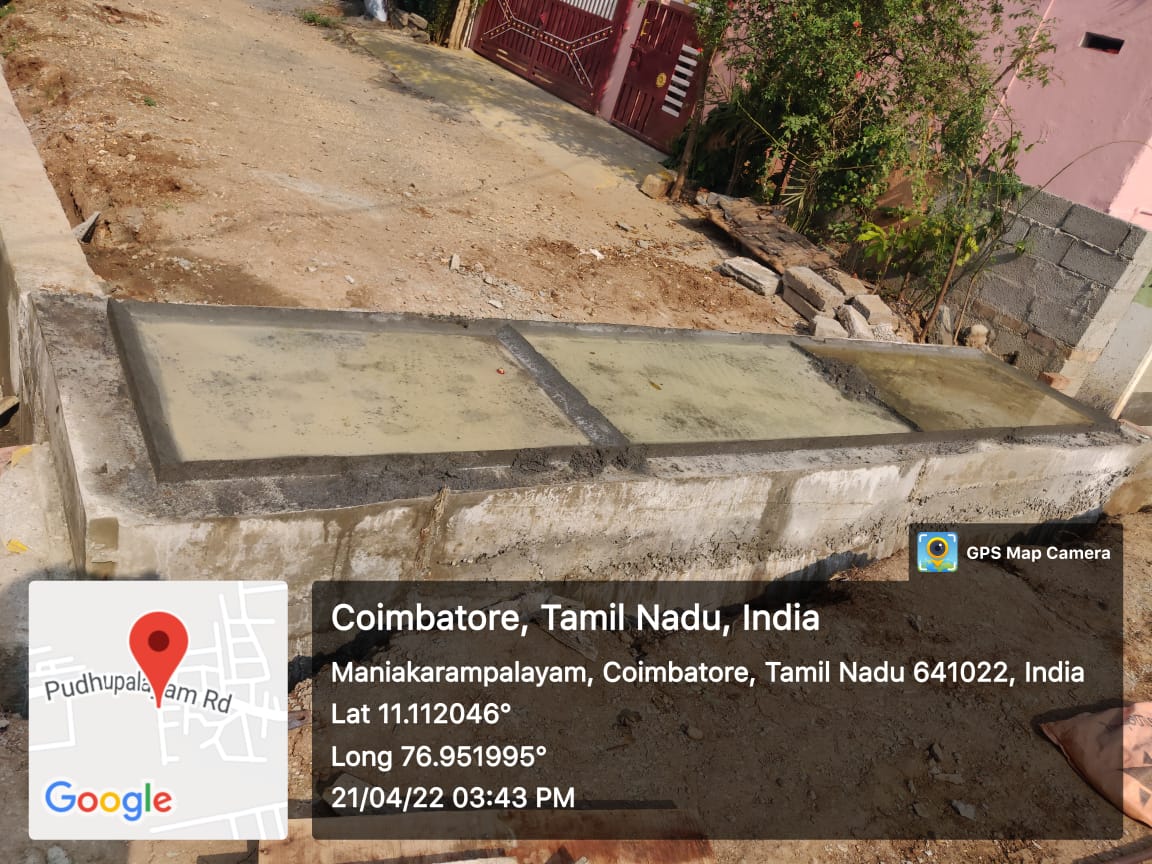 GPS Map Camera
Coimbatore, Tamil Nadu, India
Maniakarampalayam, Coimbatore, Tamil Nadu 641022, India
Lat 11.112046°
Long 76.951995°
21/04/22 03:43 PM
Pudhupalayam Rd
Google